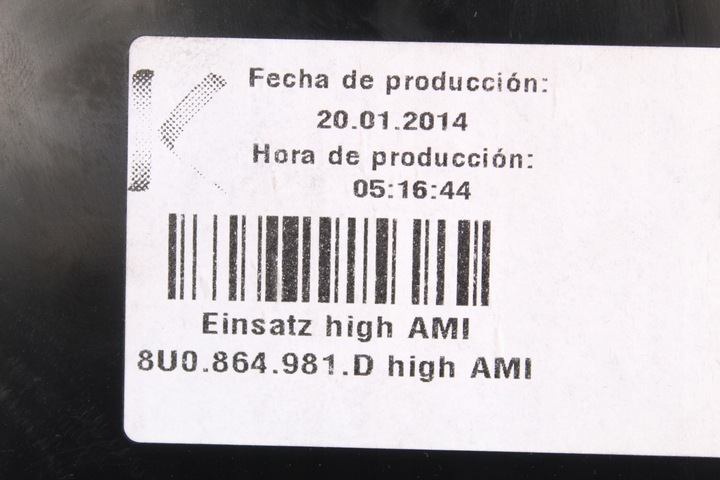 Fecha de producción:
20.01.2014
Hora de producción:
05:16:44
Einsatz high AMI
8U0.864.981.D high AMI